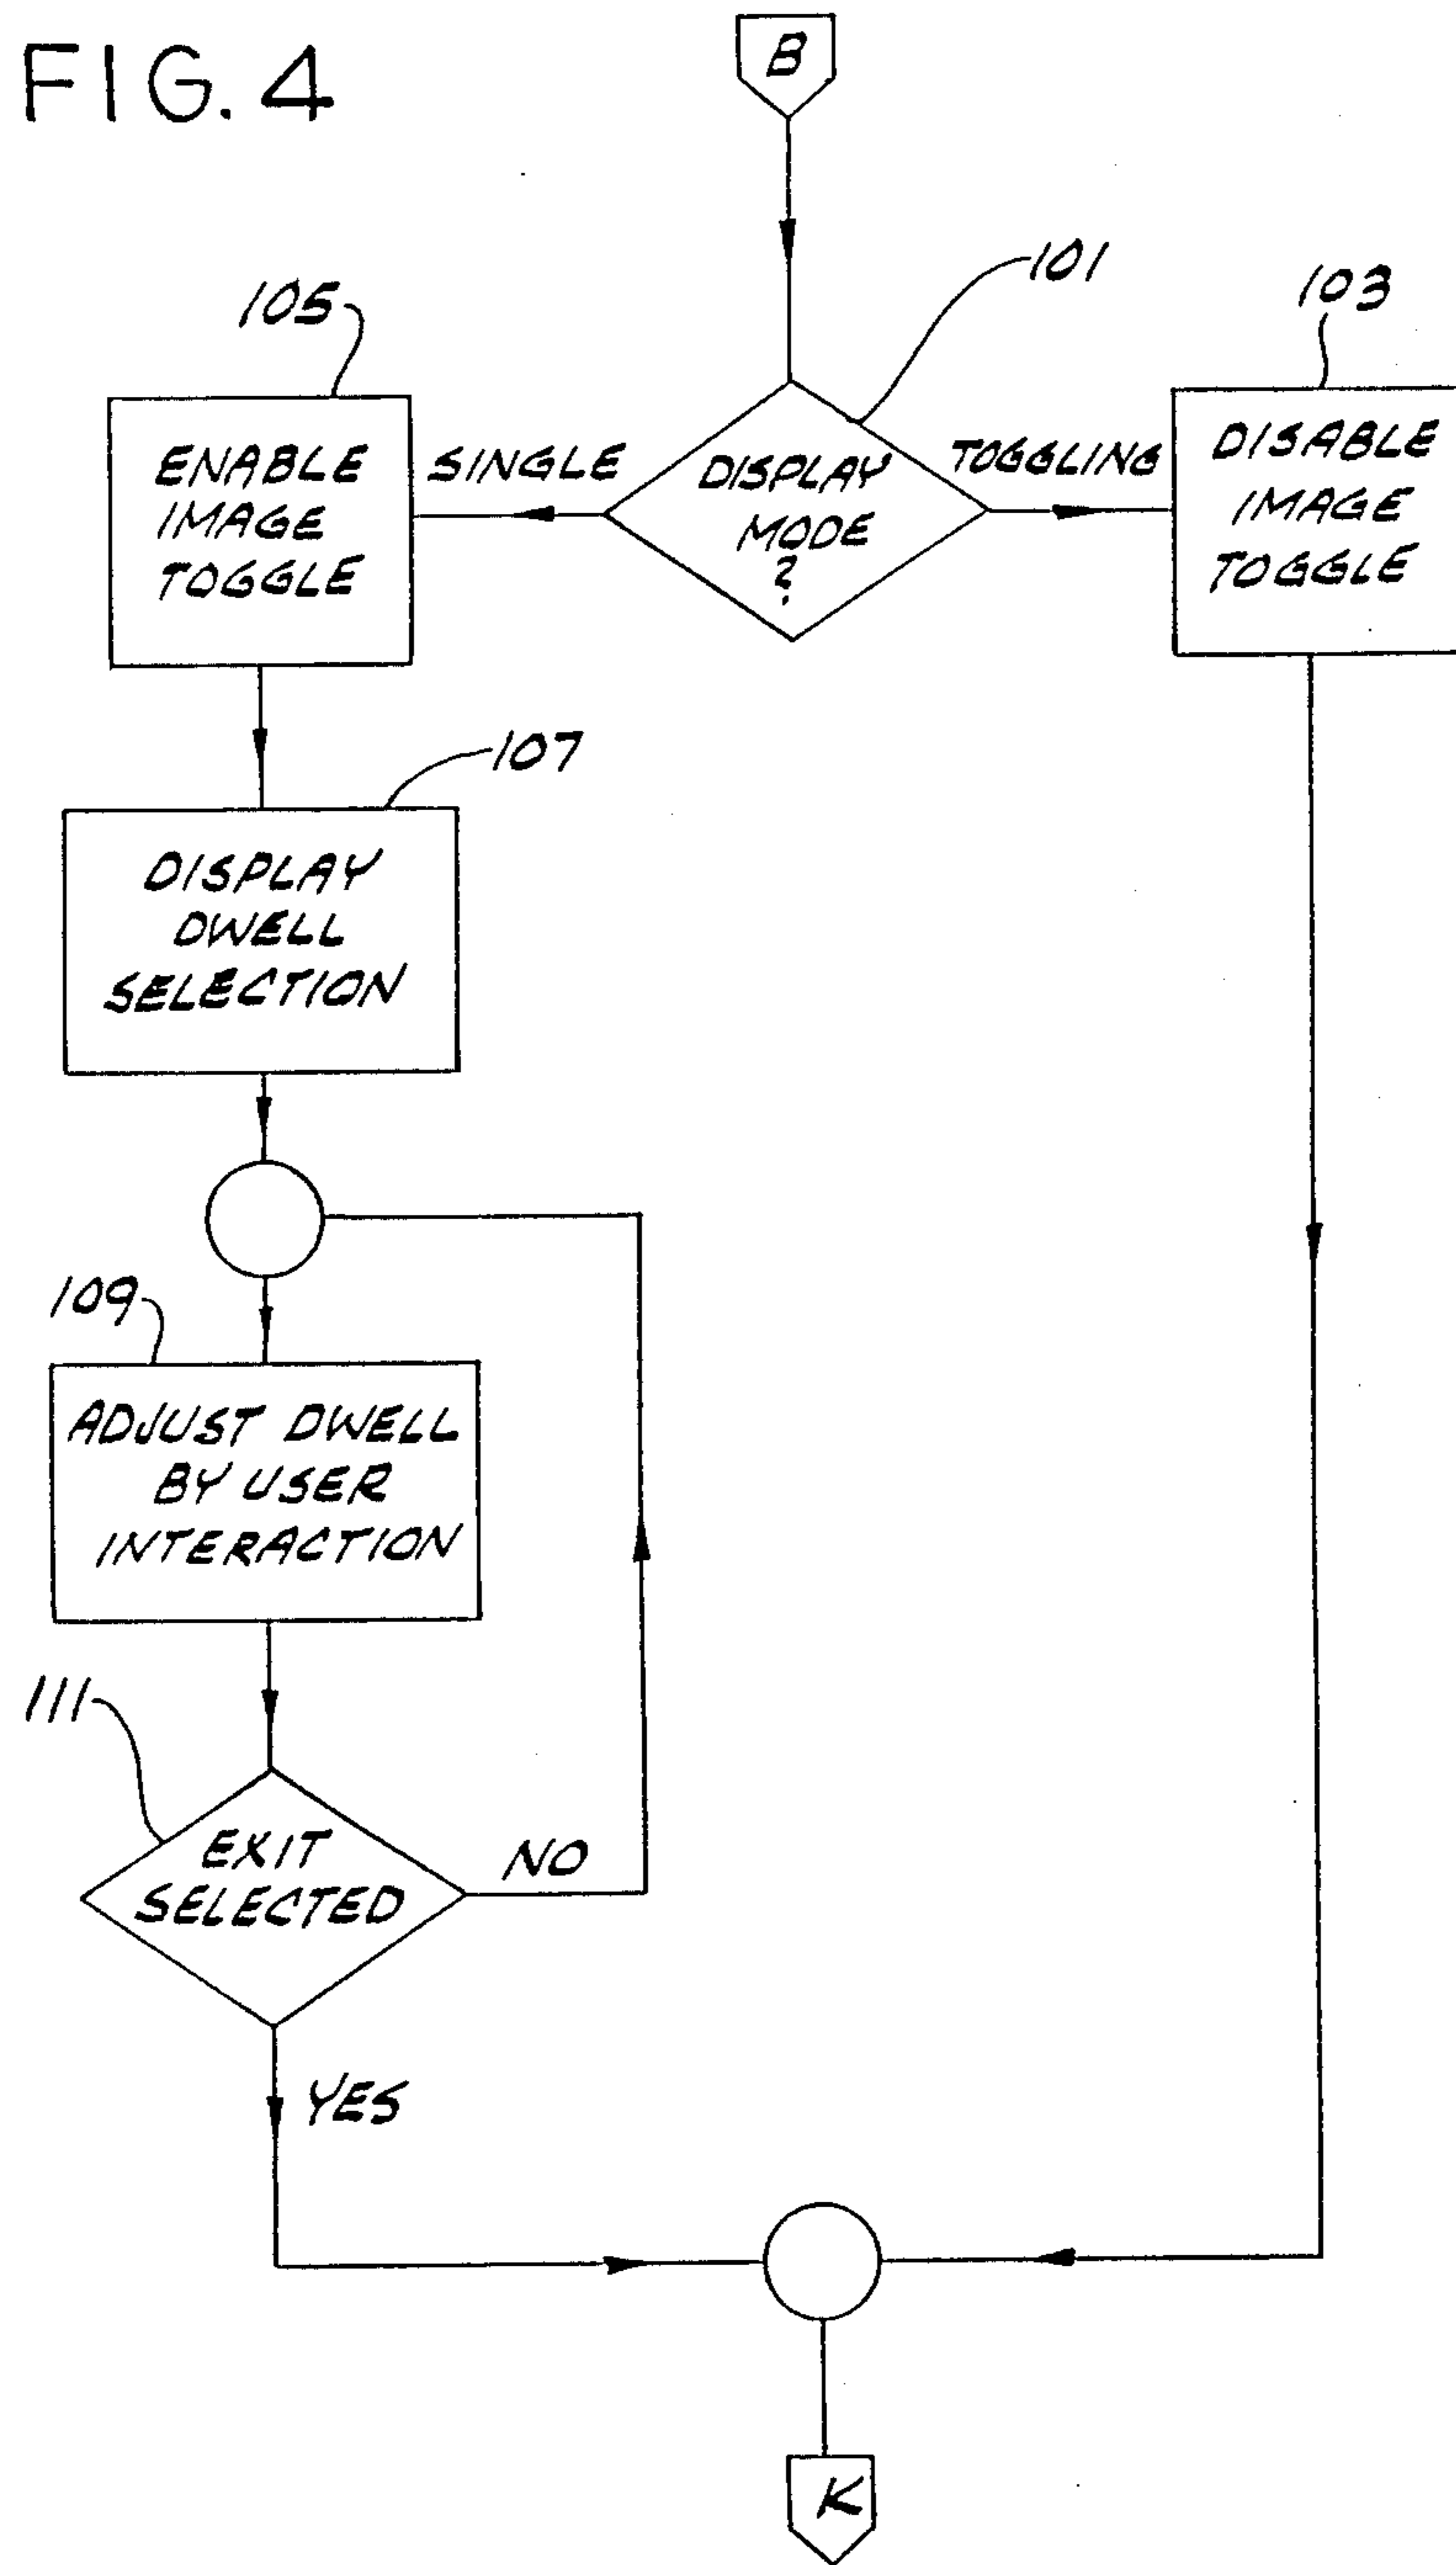 FIG. 4
B
101
103
105
ENABLE
IMAGE
TOGGLE
SINGLE
DISPLAY
MODE
?
TOGGLING
DISABLE
IMAGE
TOGGLE
107
DISPLAY
DWELL
SELECTION
109
ADJUST DWELL
BY USER
INTERACTION
111
EXIT
SELECTED
NO
YES
K